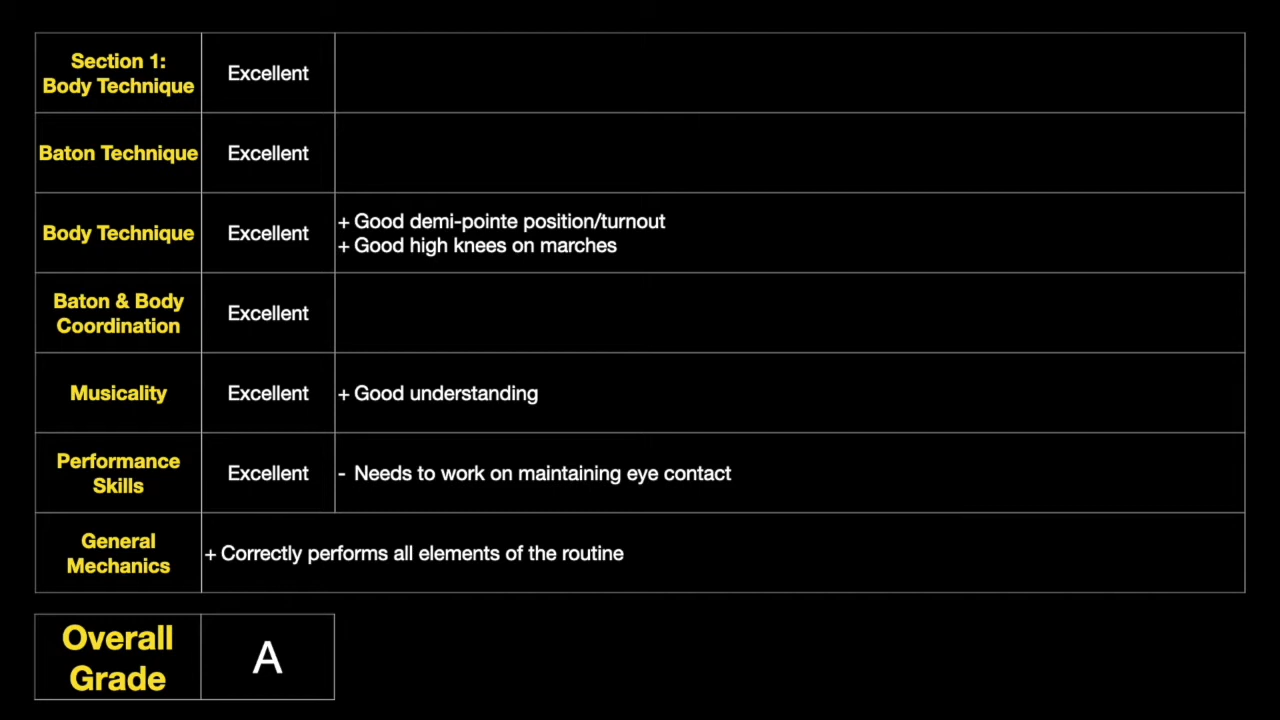 Section 1:
Body Technique
Excellent
Baton Technique
Excellent
Body Technique
Excellent
+ Good demi-pointe position/turnout
+ Good high knees on marches
Baton & Body
Coordination
Excellent
Musicality
Excellent
+ Good understanding
Performance
Skills
Excellent
- Needs to work on maintaining eye contact
General
Mechanics
+ Correctly performs all elements of the routine
Overall
Grade
A